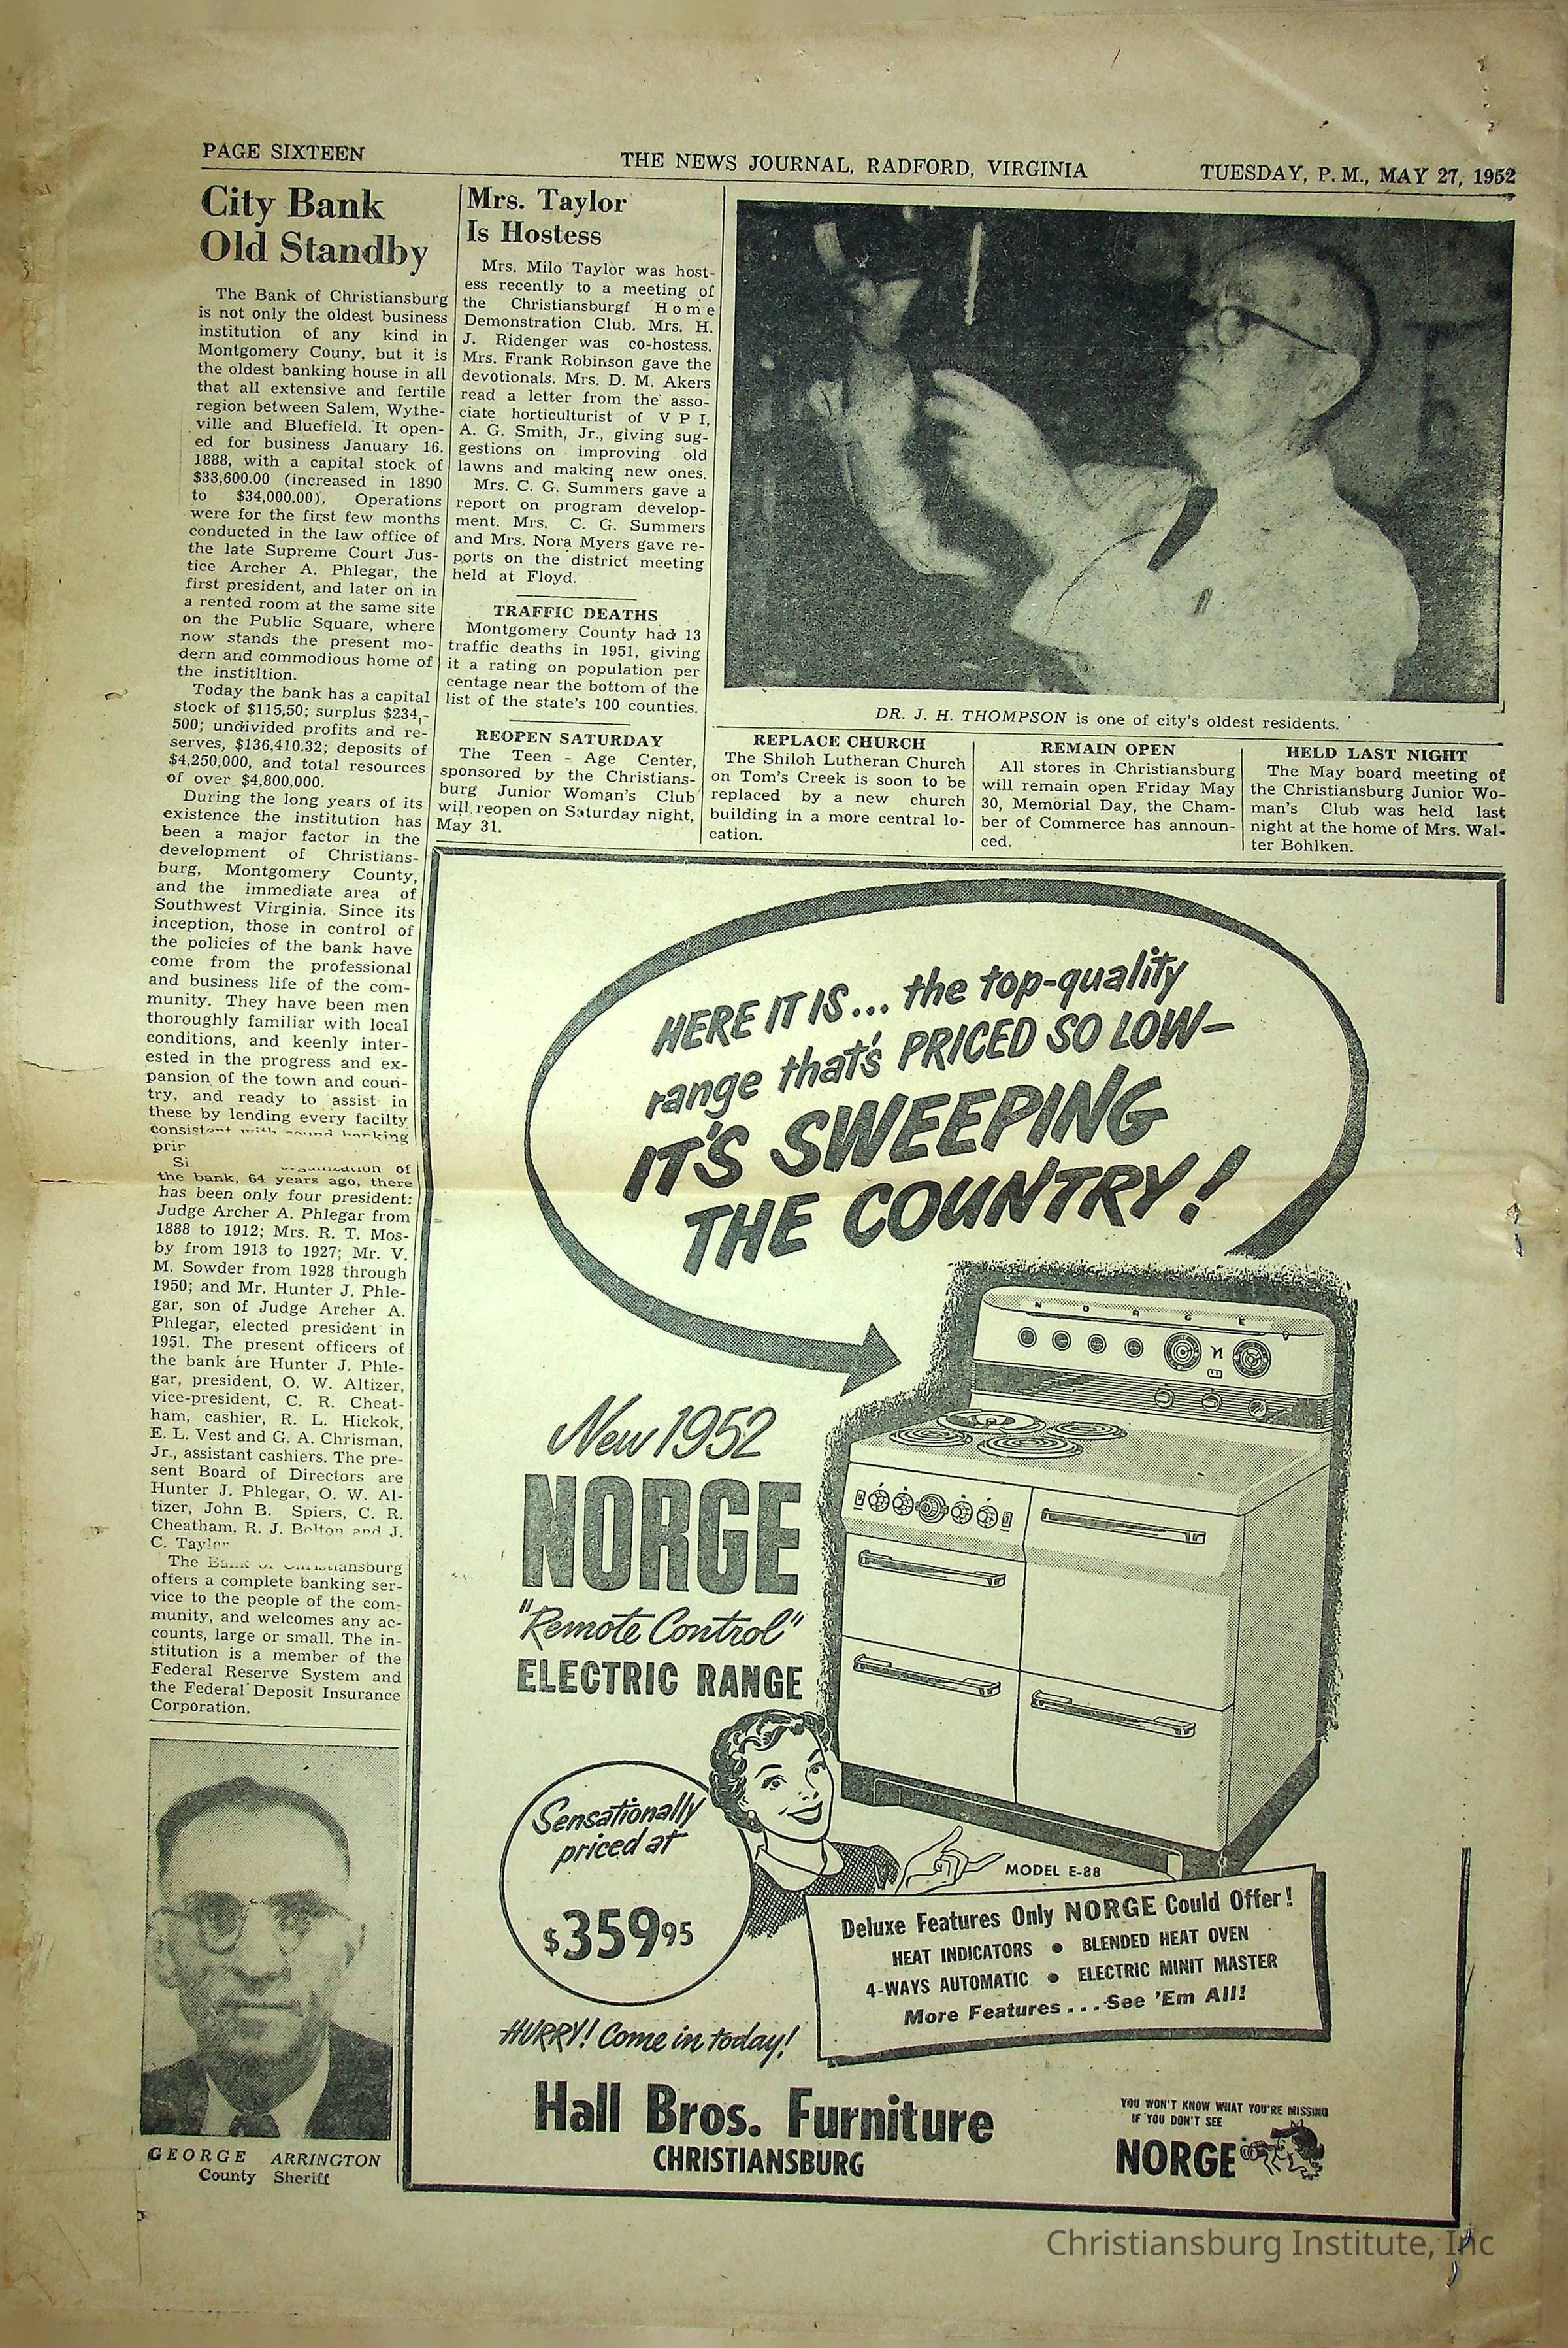 PAGE SIXTEEN
THE NEWS JOURNAL, RADFORD, VIRGINIA
TUESDAY, P. M., MAY 27, 1952
City Bank
Old Standby
The Bank of Christiansburg
is not only the oldest business
institution of any kind in
Montgomery Couny, but it is
the oldest banking house in all
that all extensive and fertile
region between Salem, Wythe-
ville and Bluefield. It open-
ed for business January 16.
1888, with a capital stock of
$33,600.00 (increased in 1890
to $34,000.00). Operations
were for the first few months
conducted in the law office of
the late Supreme Court Jus-
tice Archer A. Phlegar, the
first president, and later on in
a rented room at the same site
on the Public Square, where
now stands the present mo-
dern and commodious home of
the institltion.
Today the bank has a capital
stock of $115,50; surplus $234,-
500; undivided profits and re-
serves, $136,410.32; deposits of
$4,250,000, and total resources
of over $4,800,000.
During the long years of its
existence the institution has
been a major factor in the
development of Christians-
burg, Montgomery County,
and the immediate area of
Southwest Virginia. Since its
inception, those in control of
the policies of the bank have
come from the professional
and business life of the com-
munity. They have been men
thoroughly familiar with local
conditions, and keenly inter-
ested in the progress and ex-
pansion of the town and coun-
try, and ready to assist in
these by lending every facilty
consistent with sound banking
prir
Si
of
the bank, 64 years ago, there
has been only four president:
Judge Archer A. Phlegar from
1888 to 1912; Mrs. R. T. Mos-
by from 1913 to 1927; Mr. V.
M. Sowder from 1928 through
1950; and Mr. Hunter J. Phle-
gar, son of Judge Archer A.
Phlegar, elected president in
1951. The present officers of
the bank are Hunter J. Phle-
gar, president, O. W. Altizer,
vice-president, C. R. Cheat-
ham, cashier, R. L. Hickok,
E. L. Vest and G. A. Chrisman,
Jr., assistant cashiers. The pre-
sent Board of Directors are
Hunter J. Phlegar, O. W. Al-
tizer, John B. Spiers, C. R.
Cheatham, R. J. Bolton and J.
C. Taylor
The Bank of Christiansburg
offers a complete banking ser-
vice to the people of the com-
munity, and welcomes any ac-
counts, large or small. The in-
stitution is a member of the
Federal Reserve System and
the Federal Deposit Insurance
Corporation.
GEORGE ARRINGTON
County Sheriff
Mrs. Taylor
Is Hostess
Mrs. Milo Taylor was host-
ess recently to a meeting of
the Christiansburgf Home
Demonstration Club. Mrs. H.
J. Ridenger was co-hostess.
Mrs. Frank Robinson gave the
devotionals. Mrs. D. M. Akers
read a letter from the asso-
ciate horticulturist of V P I,
A. G. Smith, Jr., giving sug-
gestions on improving old
lawns and making new ones.
Mrs. C. G. Summers gave a
report on program develop-
ment. Mrs. C. G. Summers
and Mrs. Nora Myers gave re-
ports on the district meeting
held at Floyd.
TRAFFIC DEATHS
Montgomery County had 13
traffic deaths in 1951, giving
it a rating on population per
centage near the bottom of the
list of the state's 100 counties.
REOPEN SATURDAY
The Teen - Age Center,
sponsored by the Christians-
burg Junior Woman's Club
will reopen on Saturday night,
May 31.
DR. J. H. THOMPSON is one of city's oldest residents.
REPLACE CHURCH
The Shiloh Lutheran Church
on Tom's Creek is soon to be
replaced by a new church
building in a more central lo-
cation.
REMAIN OPEN
All stores in Christiansburg
will remain open Friday May
30, Memorial Day, the Cham-
ber of Commerce has announ-
ced.
HELD LAST NIGHT
The May board meeting of
the Christiansburg Junior Wo-
man's Club was held last
night at the home of Mrs. Wal-
ter Bohlken.
HERE IT IS... the top-quality
range that's PRICED SO LOW—
IT'S SWEEPING
THE COUNTRY!
NORGE
New 1952
NORGE
"Remote Control"
ELECTRIC RANGE
Sensationally
priced at
$359 95
MODEL E-88
Deluxe Features Only NORGE Could Offer!
HEAT INDICATORS • BLENDED HEAT OVEN
4-WAYS AUTOMATIC • ELECTRIC MINIT MASTER
More Features... See 'Em All!
HURRY! Come in today!
Hall Bros. Furniture
CHRISTIANSBURG
YOU WON'T KNOW WHAT YOU'RE MISSING
IF YOU DON'T SEE
NORGE
Christiansburg Institute, Inc